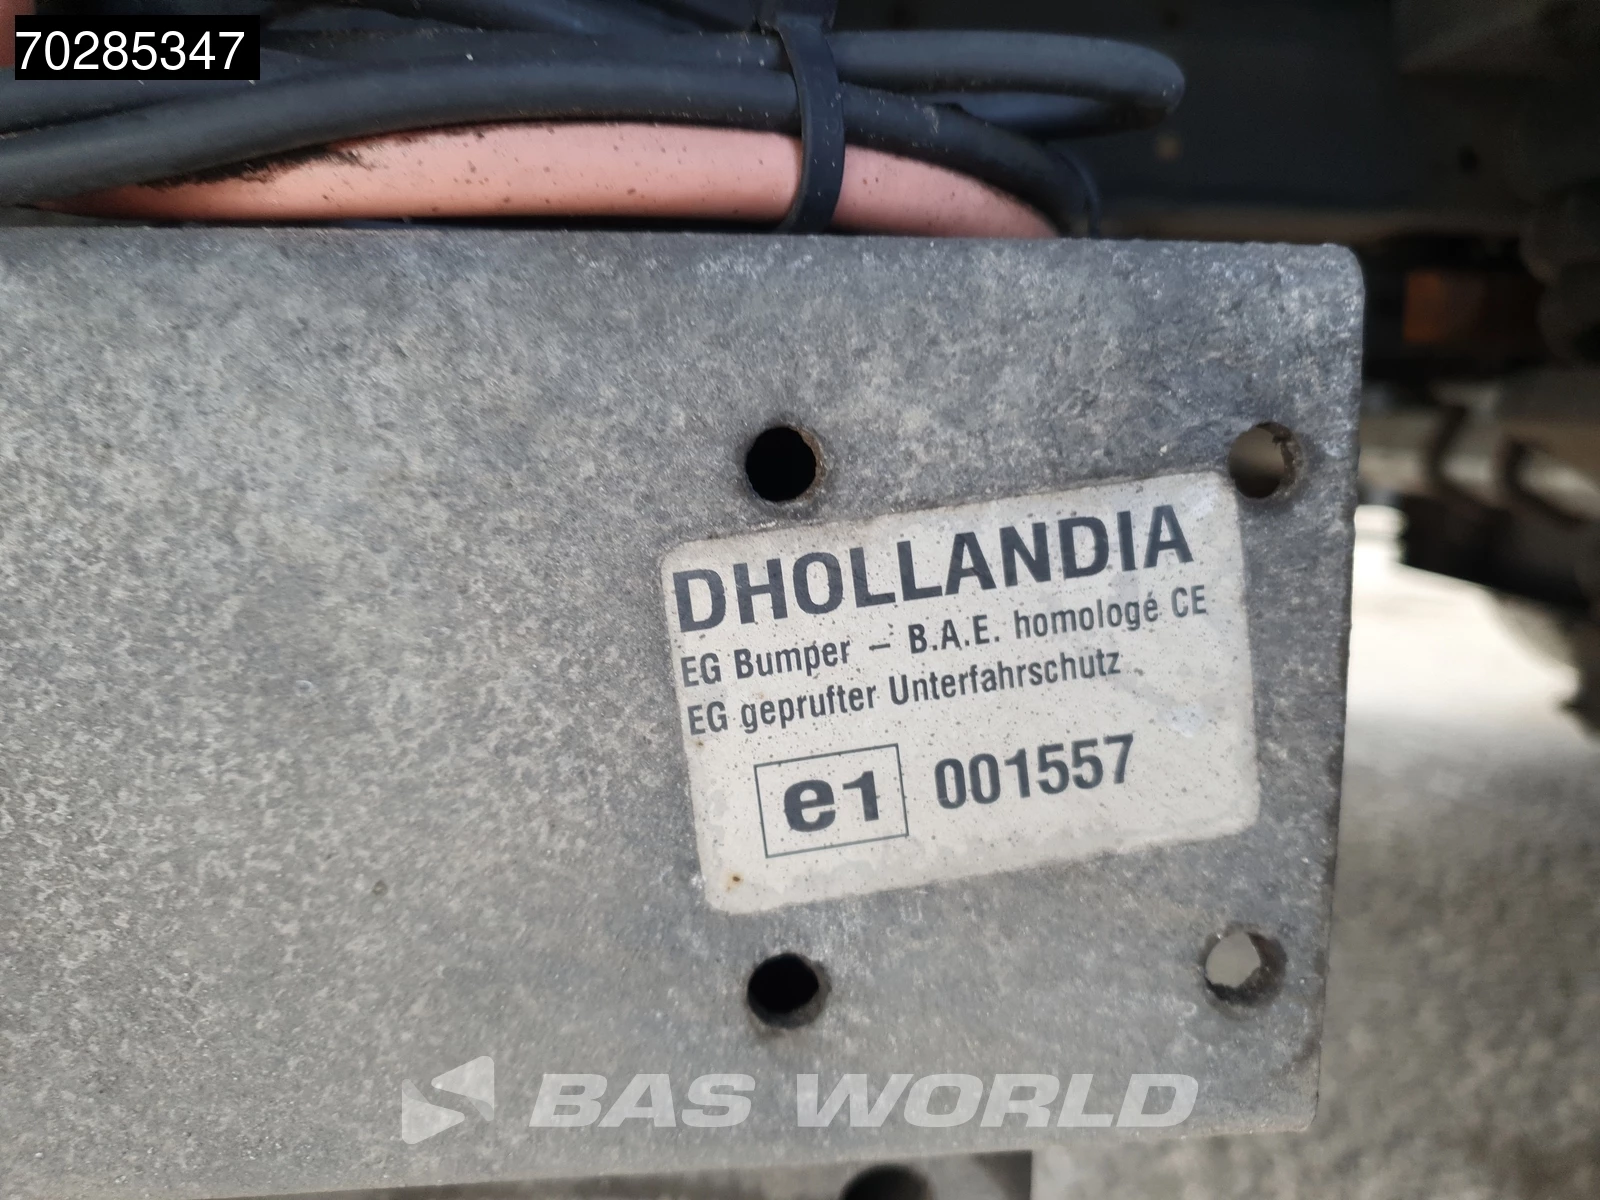 70285347
DHOLLANDIA
EG Bumper – B.A.E. homologé CE
EG geprufter Unterfahrschutz
e1 001557
BAS WORLD